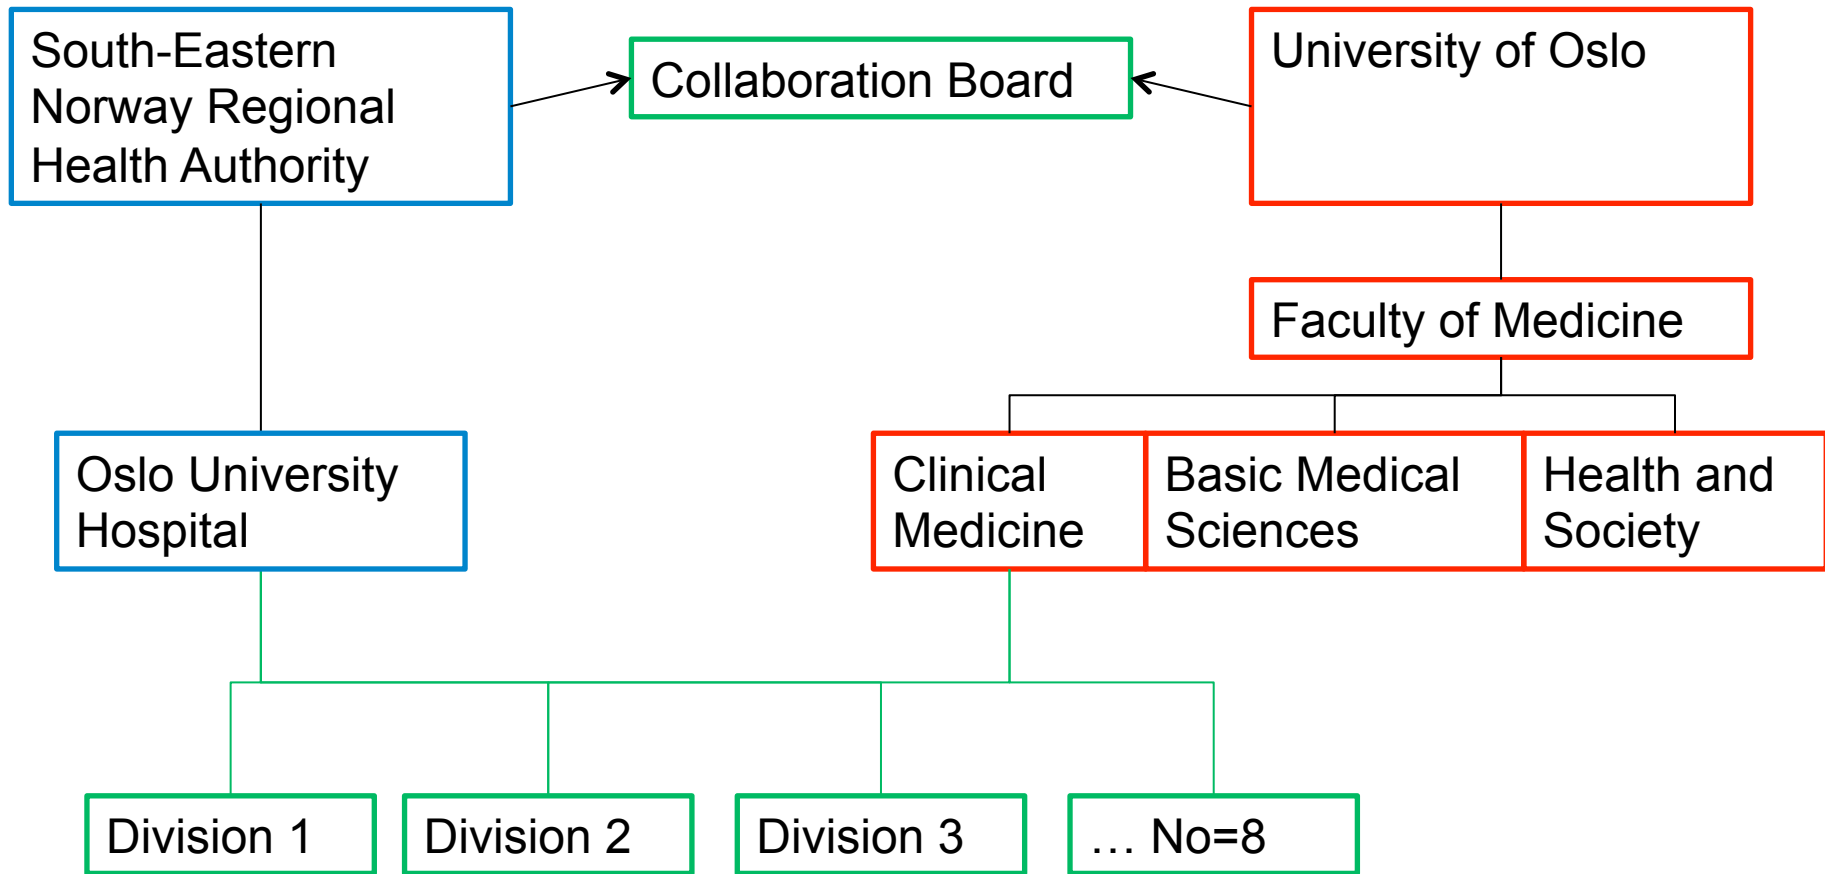 South-Eastern
Norway Regional
Health Authority
Collaboration Board
University of Oslo
Faculty of Medicine
Oslo University
Hospital
Clinical
Medicine
Basic Medical
Sciences
Health and
Society
Division 1
Division 2
Division 3
… No=8